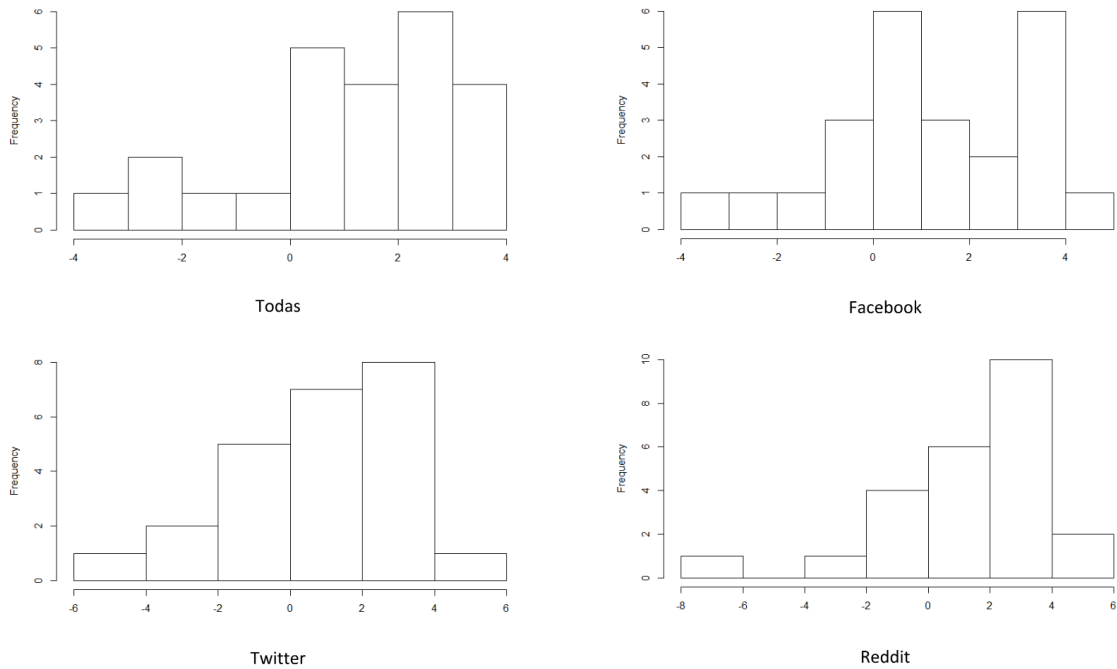 Frequency
0 1 2 3 4 5 6
-4 -2 0 2 4
Todas
Frequency
0 1 2 3 4 5 6
-4 -2 0 2 4
Facebook
Frequency
0 2 4 6 8
-6 -4 -2 0 2 4 6
Twitter
Frequency
0 2 4 6 8 10
-8 -6 -4 -2 0 2 4 6
Reddit